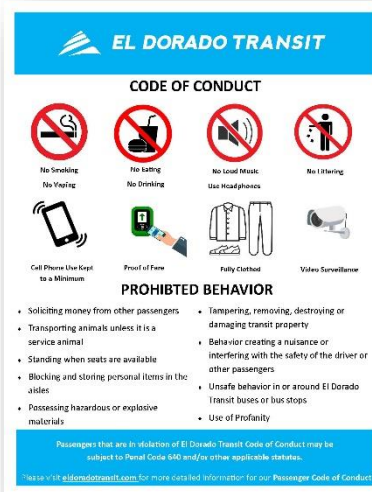 EL DORADO TRANSIT
CODE OF CONDUCT
No Smoking
No Vaping
No Eating
No Drinking
No Loud Music
Use Headphones
No Littering
Cell Phone Use Kept
to a Minimum
Proof of Fare
Fully Clothed
Video Surveillance
PROHIBTED BEHAVIOR
• Soliciting money from other passengers
• Transporting animals unless it is a
service animal
• Standing when seats are available
• Blocking and storing personal items in the
aisles
• Possessing hazardous or explosive
materials
• Tampering, removing, destroying or
damaging transit property
• Behavior creating a nuisance or
interfering with the safety of the driver or
other passengers
• Unsafe behavior in or around El Dorado
Transit buses or bus stops
• Use of Profanity
Passengers that are in violation of El Dorado Transit Code of Conduct may be
subject to Penal Code 640 and/or other applicable statutes.
Please visit eldoradotransit.com for more detailed information for our Passenger Code of Conduct